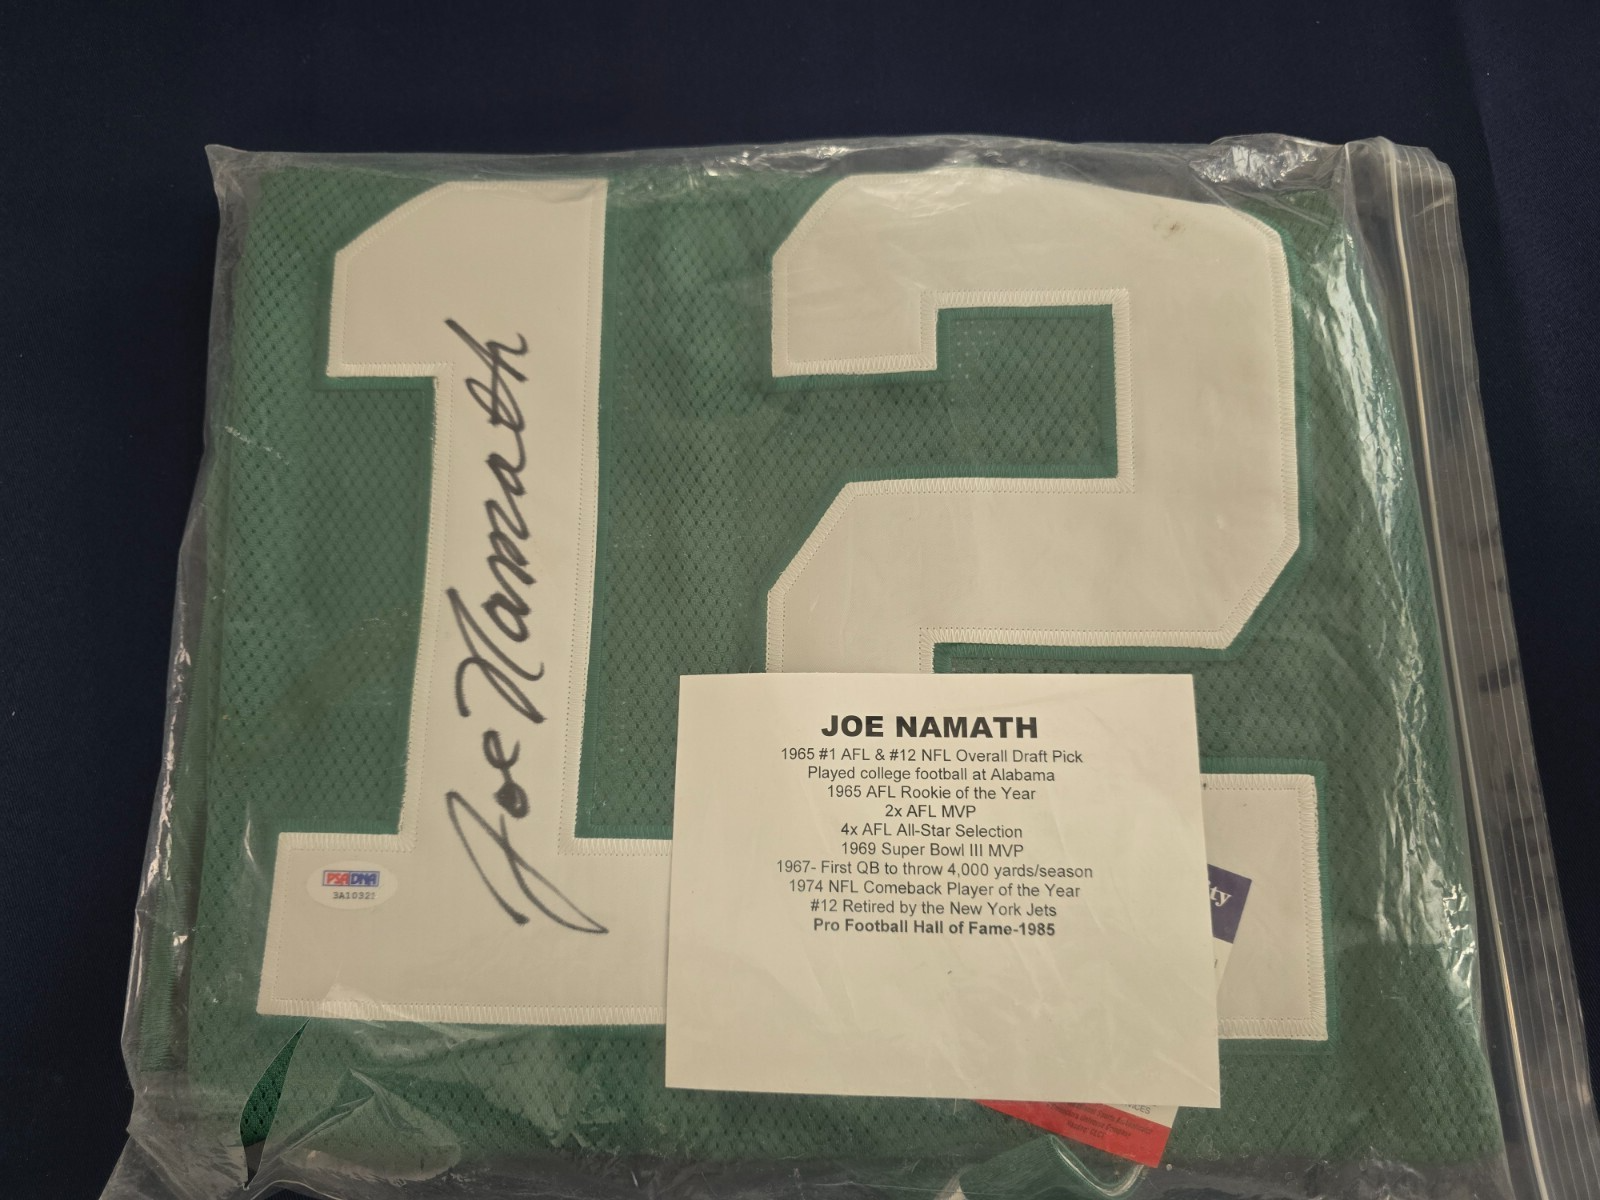 12
Joe Namath
PSA/DNA
JOE NAMATH
1965 #1 AFL & #12 NFL Overall Draft Pick
Played college football at Alabama
1965 AFL Rookie of the Year
2x AFL MVP
4x AFL All-Star Selection
1969 Super Bowl III MVP
1967- First QB to throw 4,000 yards/season
1974 NFL Comeback Player of the Year
#12 Retired by the New York Jets
Pro Football Hall of Fame-1985